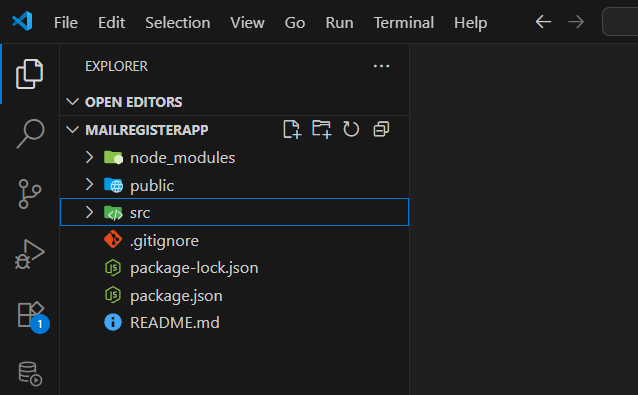 File Edit Selection View Go Run Terminal Help
EXPLORER
OPEN EDITORS
MAILREGISTERAPP
node_modules
public
src
.gitignore
package-lock.json
package.json
README.md
1